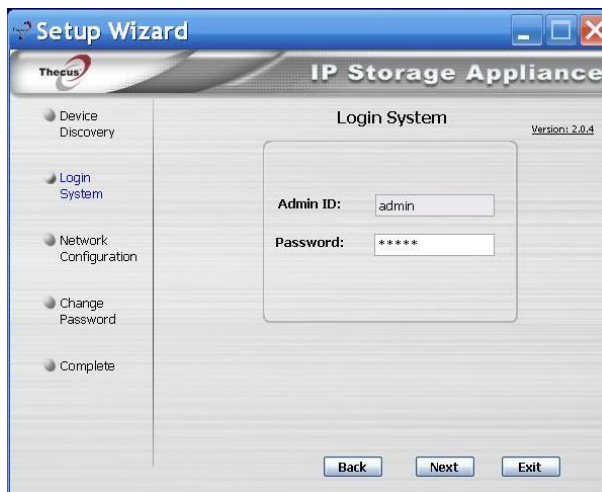 Setup Wizard
Thecus
IP Storage Appliance
Device
Discovery
Login
System
Network
Configuration
Change
Password
Complete
Login System
Version: 2.0.4
Admin ID: admin
Password: *****
Back Next Exit